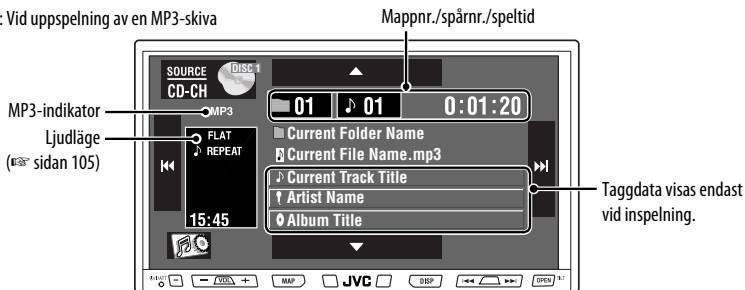 : Vid uppspelning av en MP3-skiva
Mappnr./spårnr./speltid
SOURCE
DISC 1
CD-CH
MP3-indikator
MP3
01 01 0:01:20
Ljudläge
(☞ sidan 105)
FLAT
REPEAT
Current Folder Name
Current File Name.mp3
Current Track Title
Artist Name
Album Title
15:45
Taggdata visas endast
vid inspelning.
VOL
MAP
JVC
DISP
OPEN
TILT